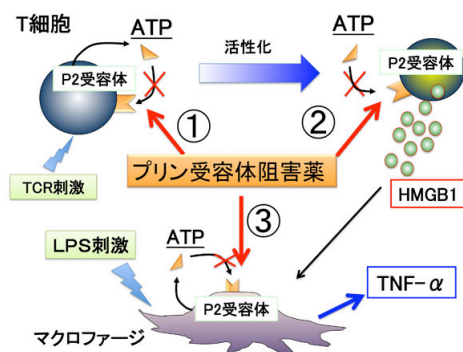 T細胞
ATP
P2受容体
TCR刺激
活性化
ATP
P2受容体
①
②
プリン受容体阻害薬
HMGB1
③
LPS刺激
ATP
P2受容体
マクロファージ
TNF-α